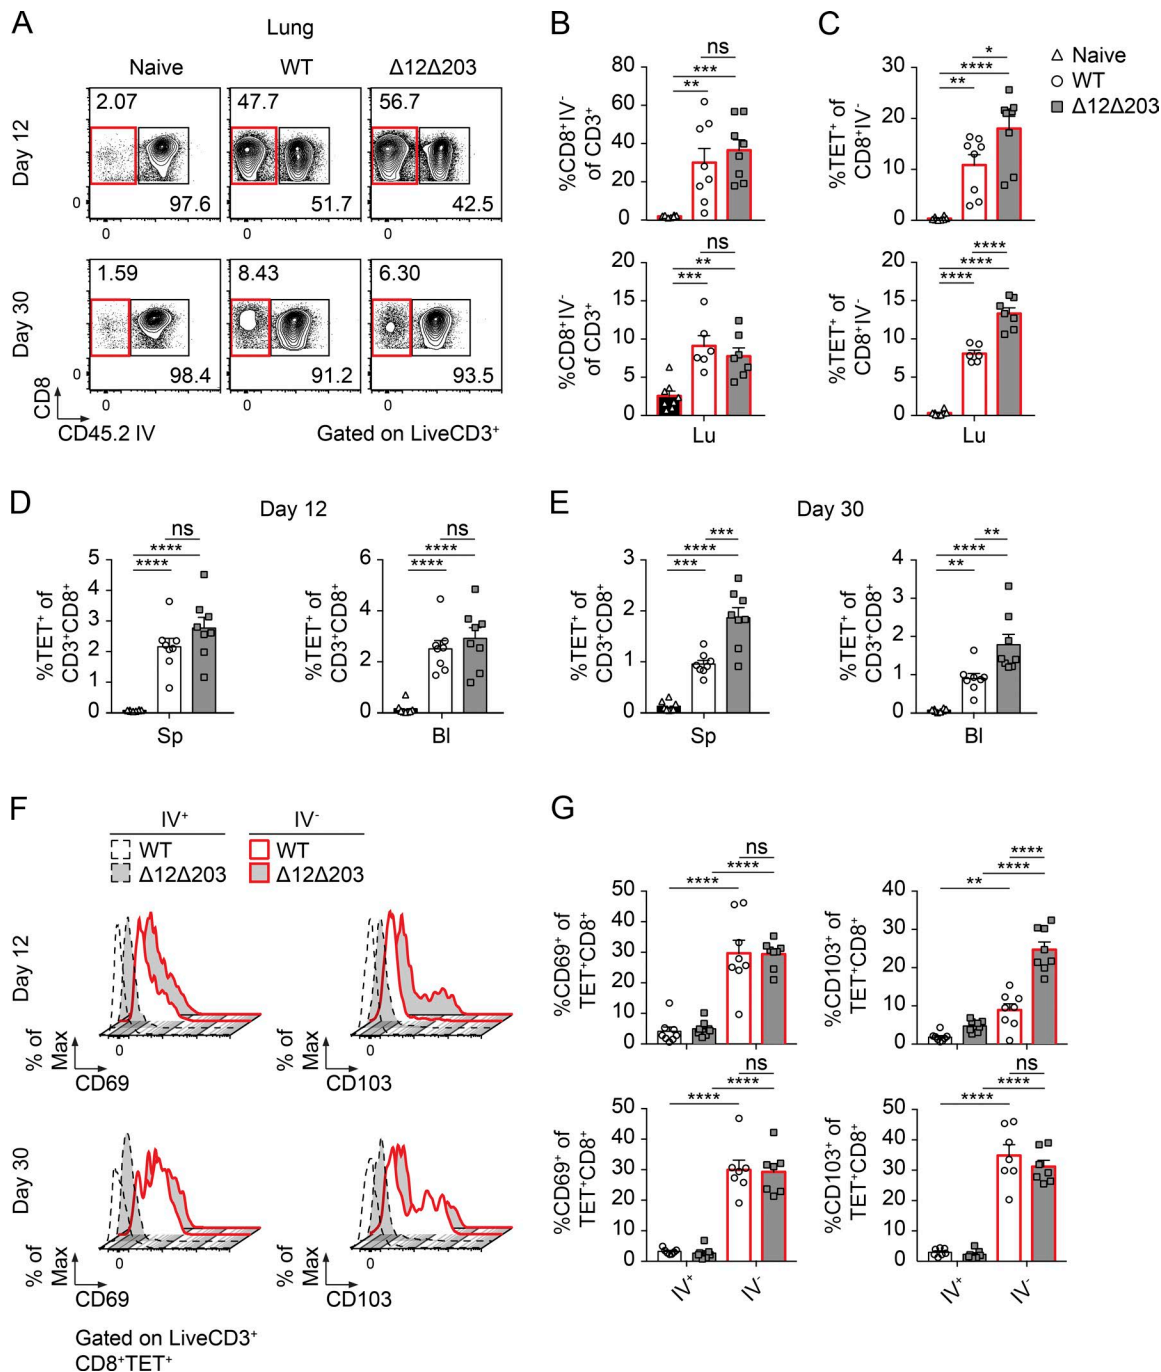 A
Lung
Naive WT Δ12Δ203
Day 12
2.07 47.7 56.7
97.6 51.7 42.5
0
0 0 0
Day 30
1.59 8.43 6.30
98.4 91.2 93.5
0
0 0 0
CD8
CD45.2 IV
Gated on LiveCD3⁺
B
ns
***
**
%CD8⁺IV⁻
of CD3⁺
80
60
40
20
0
ns
**
***
%CD8⁺IV⁻
of CD3⁺
20
15
10
5
0
Lu
C
*
****
**
%TET⁺ of
CD8⁺IV⁻
30
20
10
0
****
****
****
%TET⁺ of
CD8⁺IV⁻
20
15
10
5
0
Lu
Naive
WT
Δ12Δ203
D
Day 12
ns
****
****
%TET⁺ of
CD3⁺CD8⁺
5
4
3
2
1
0
Sp
ns
****
****
%TET⁺ of
CD3⁺CD8⁺
6
4
2
0
Bl
E
Day 30
***
****
***
%TET⁺ of
CD3⁺CD8⁺
3
2
1
0
Sp
**
****
**
%TET⁺ of
CD3⁺CD8⁺
4
3
2
1
0
Bl
F
IV⁺ IV⁻
WT WT
Δ12Δ203 Δ12Δ203
Day 12
% of
Max
0
CD69
% of
Max
0
CD103
Day 30
% of
Max
0
CD69
% of
Max
0
CD103
Gated on LiveCD3⁺
CD8⁺TET⁺
G
ns
****
****
%CD69⁺ of
TET⁺CD8⁺
50
40
30
20
10
0
****
****
**
%CD103⁺ of
TET⁺CD8⁺
40
30
20
10
0
ns
****
****
%CD69⁺ of
TET⁺CD8⁺
50
40
30
20
10
0
IV⁺ IV⁻
ns
****
****
%CD103⁺ of
TET⁺CD8⁺
50
40
30
20
10
0
IV⁺ IV⁻